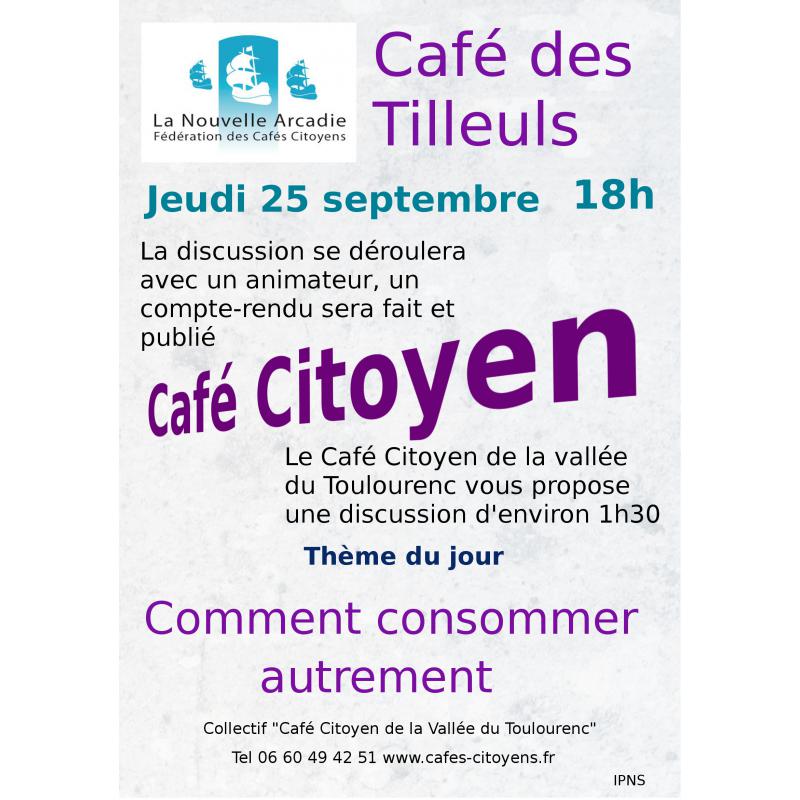 La Nouvelle Arcadie
Fédération des Cafés Citoyens
Café des
Tilleuls
Jeudi 25 septembre 18h
La discussion se déroulera
avec un animateur, un
compte-rendu sera fait et
publié
Café Citoyen
Le Café Citoyen de la vallée
du Toulourenc vous propose
une discussion d'environ 1h30
Thème du jour
Comment consommer
autrement
Collectif "Café Citoyen de la Vallée du Toulourenc"
Tel 06 60 49 42 51 www.cafes-citoyens.fr
IPNS